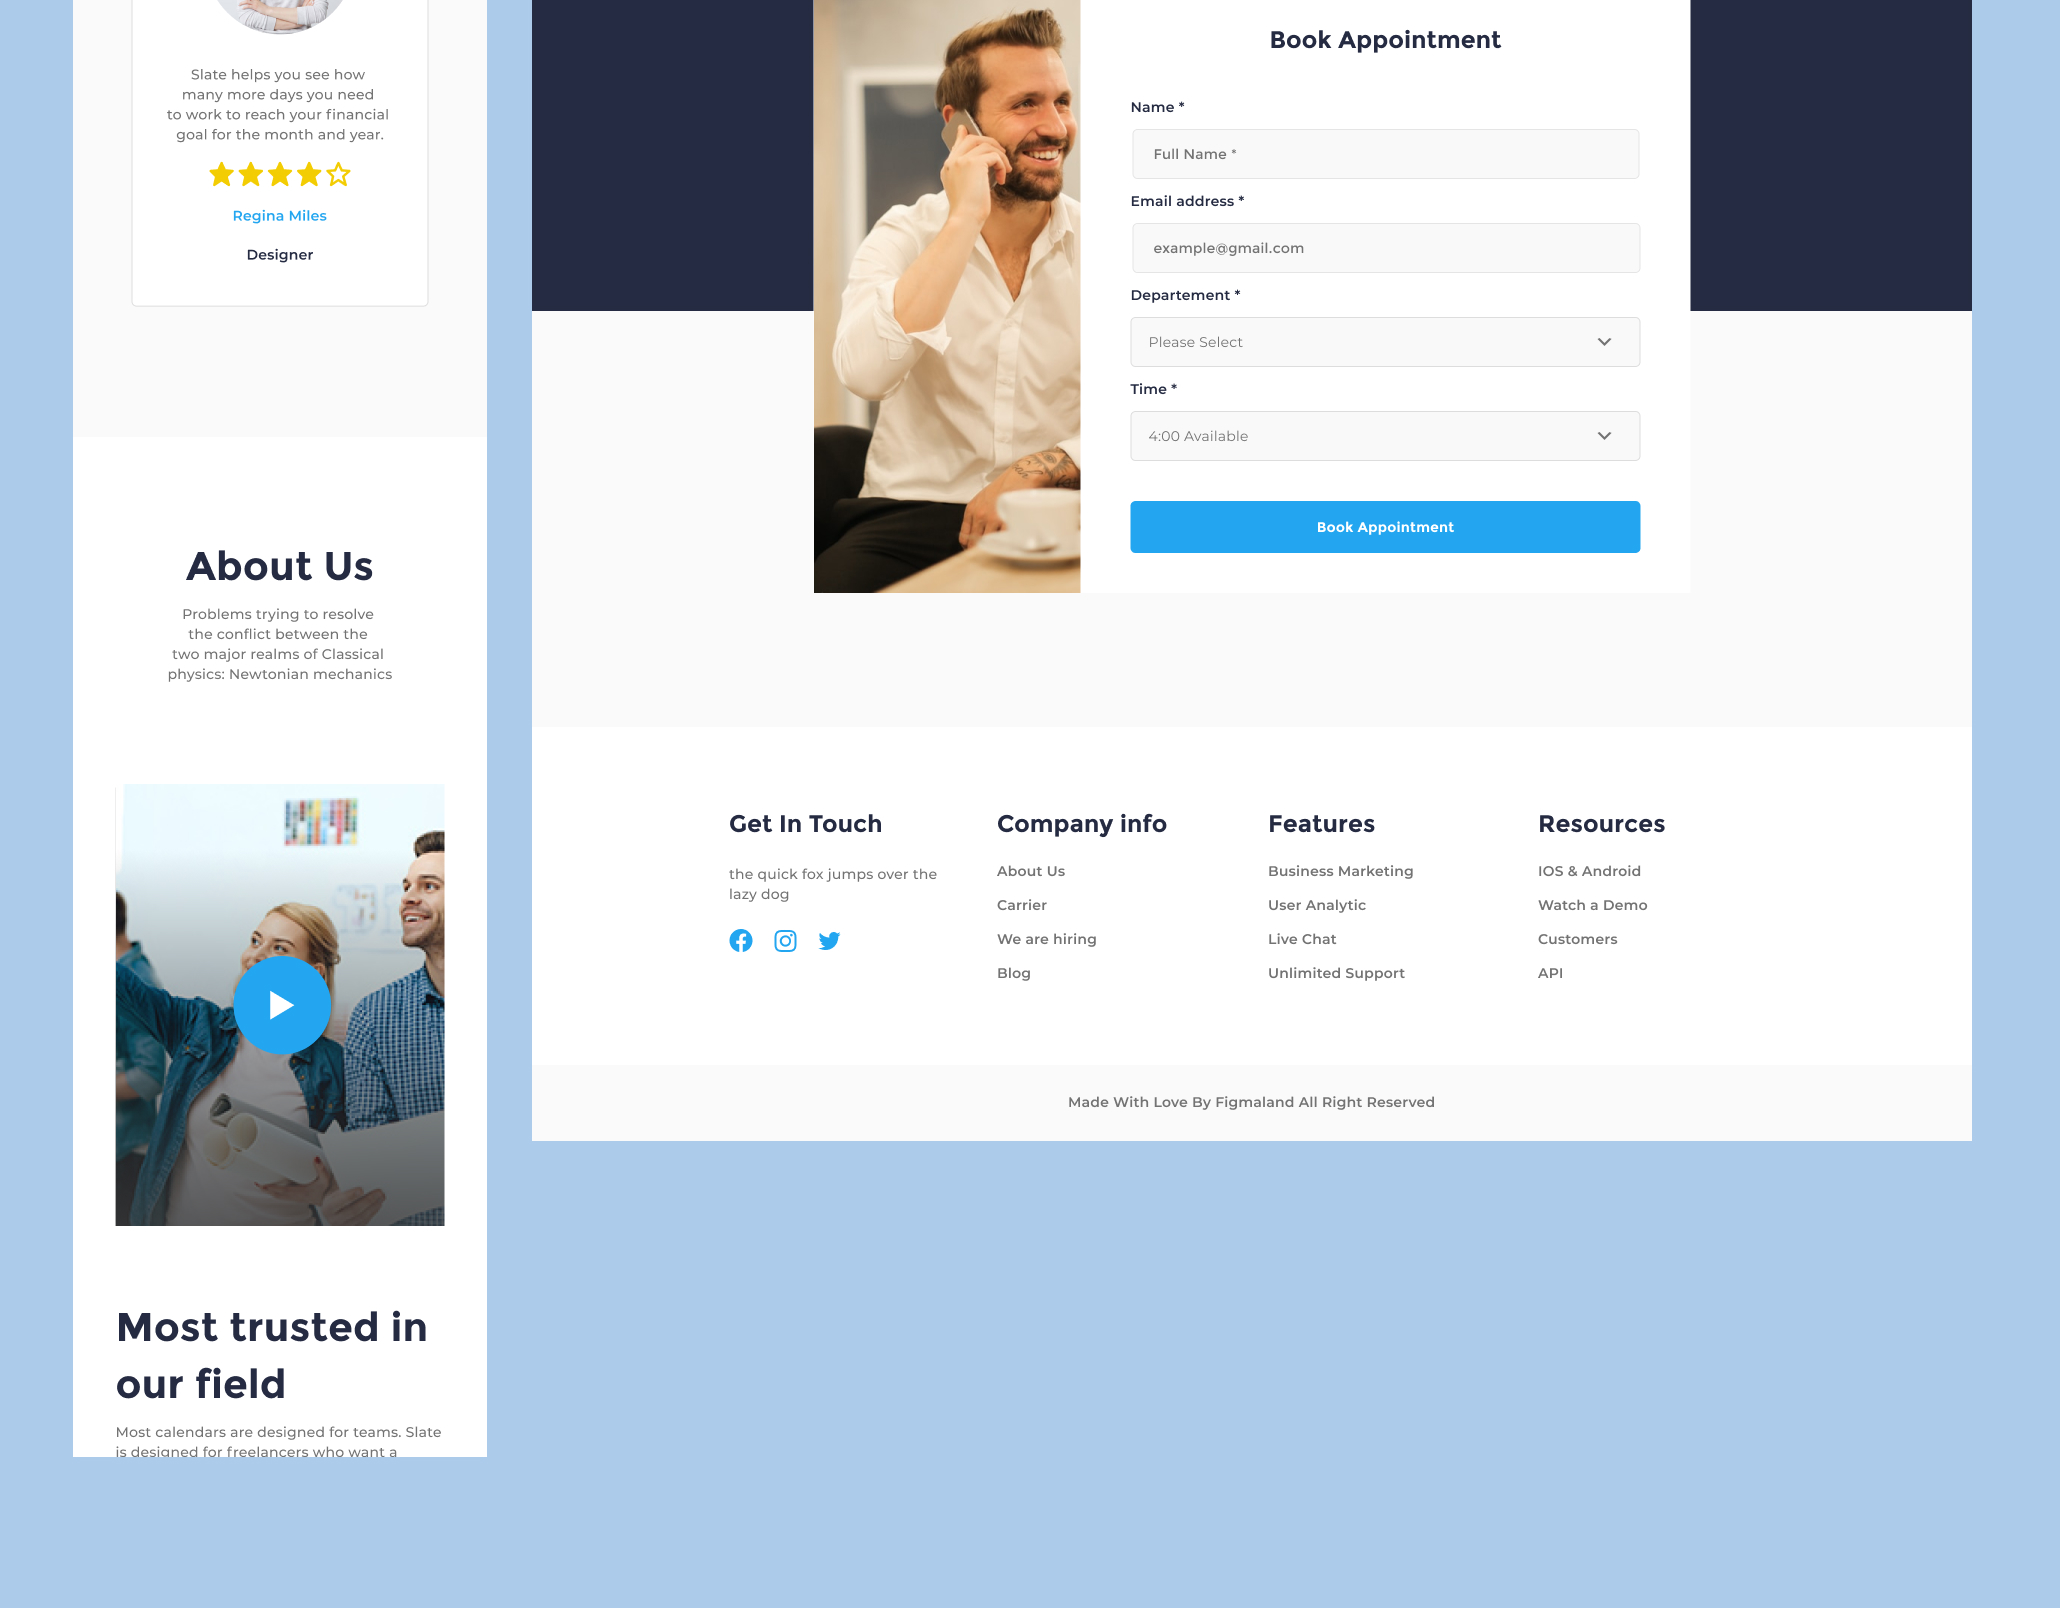 Slate helps you see how
many more days you need
to work to reach your financial
goal for the month and year.
Regina Miles
Designer
About Us
Problems trying to resolve
the conflict between the
two major realms of Classical
physics: Newtonian mechanics
Most trusted in
our field
Most calendars are designed for teams. Slate
is designed for freelancers who want a
Book Appointment
Name *
Full Name *
Email address *
example@gmail.com
Departement *
Please Select
Time *
4:00 Available
Book Appointment
Get In Touch
the quick fox jumps over the
lazy dog
Company info
About Us
Carrier
We are hiring
Blog
Features
Business Marketing
User Analytic
Live Chat
Unlimited Support
Resources
IOS & Android
Watch a Demo
Customers
API
Made With Love By Figmaland All Right Reserved